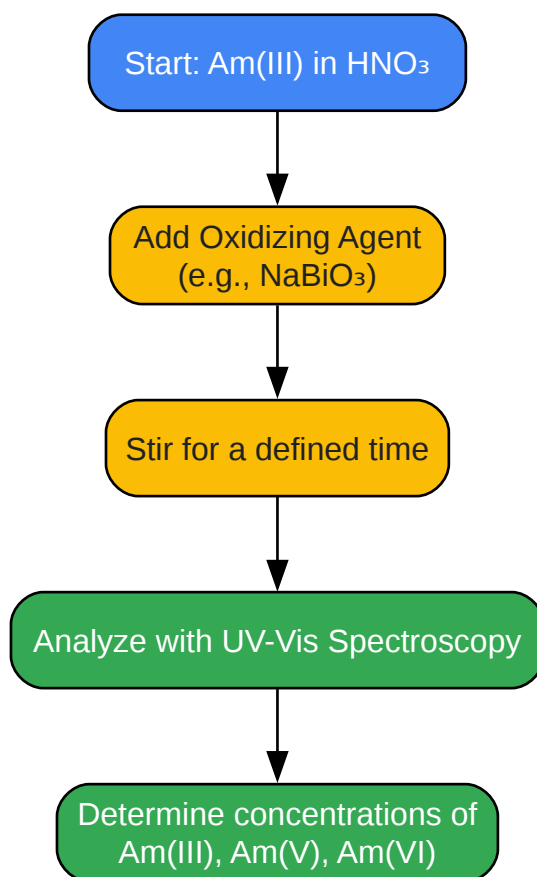 Start: Am(III) in HNO₃
Add Oxidizing Agent
(e.g., NaBiO₃)
Stir for a defined time
Analyze with UV-Vis Spectroscopy
Determine concentrations of
Am(III), Am(V), Am(VI)